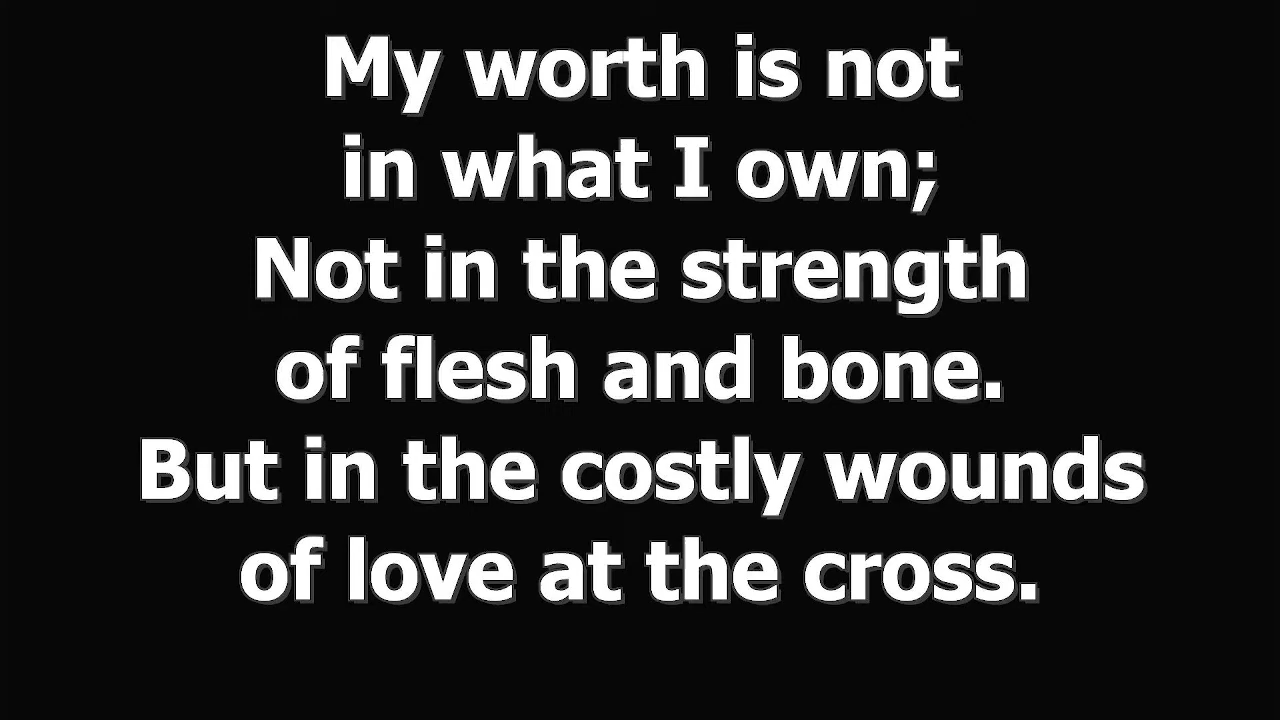 My worth is not
in what I own;
Not in the strength
of flesh and bone.
But in the costly wounds
of love at the cross.